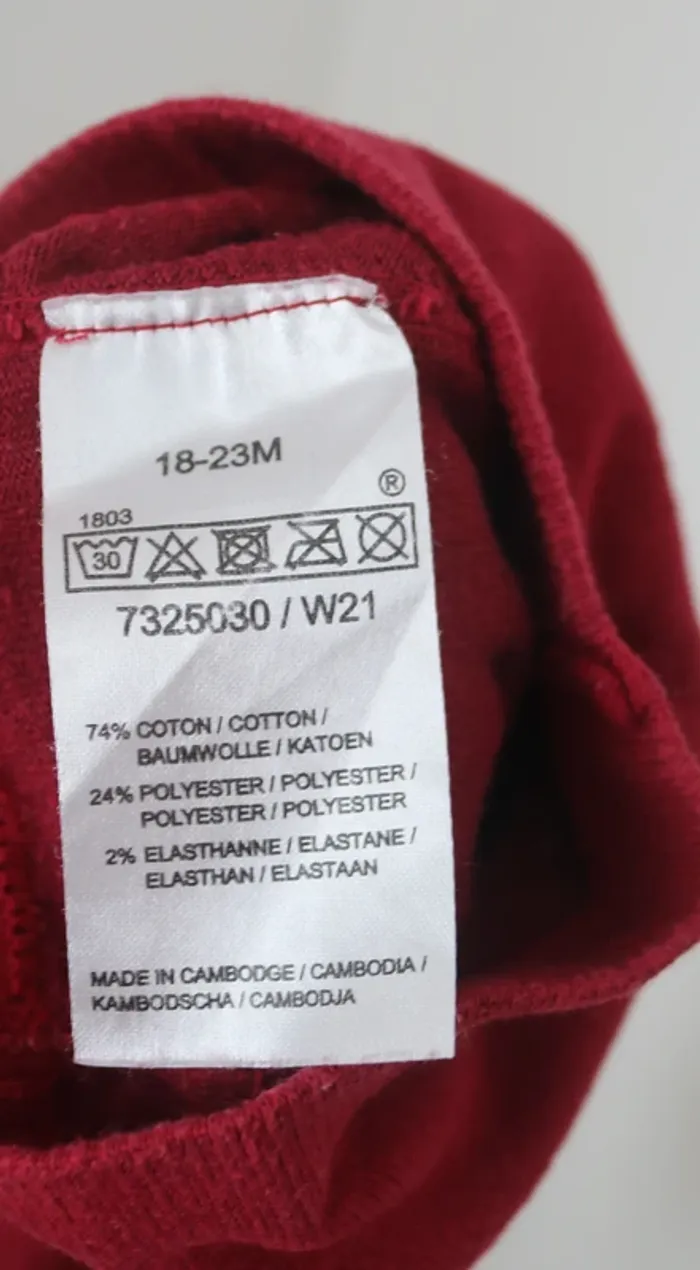 18-23M
®
1803
30
7325030 / W21
74% COTON / COTTON /
BAUMWOLLE / KATOEN
24% POLYESTER / POLYESTER /
POLYESTER / POLYESTER
2% ELASTHANNE / ELASTANE /
ELASTHAN / ELASTAAN
MADE IN CAMBODGE / CAMBODIA /
KAMBODSCHA / CAMBODJA